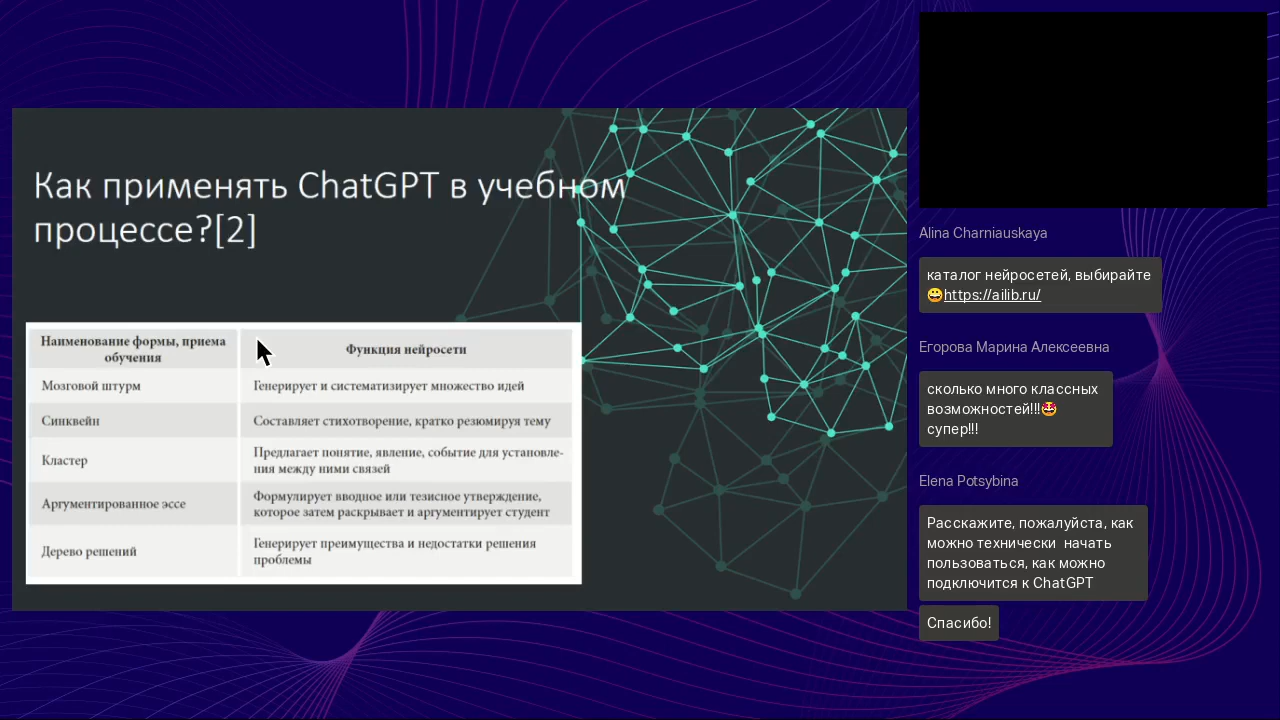 Как применять ChatGPT в учебном
процессе?[2]
Наименование формы, приема
обучения
Функция нейросети
Мозговой штурм
Генерирует и систематизирует множество идей
Синквейн
Составляет стихотворение, кратко резюмируя тему
Кластер
Предлагает понятие, явление, событие для установле-
ния между ними связей
Аргументированное эссе
Формулирует вводное или тезисное утверждение,
которое затем раскрывает и аргументирует студент
Дерево решений
Генерирует преимущества и недостатки решения
проблемы
Alina Charniauskaya
каталог нейросетей, выбирайте
😀https://ailib.ru/
Егорова Марина Алексеевна
сколько много классных
возможностей!!!🤩
супер!!!
Elena Potsybina
Расскажите, пожалуйста, как
можно технически  начать
пользоваться, как можно
подключится к ChatGPT
Спасибо!